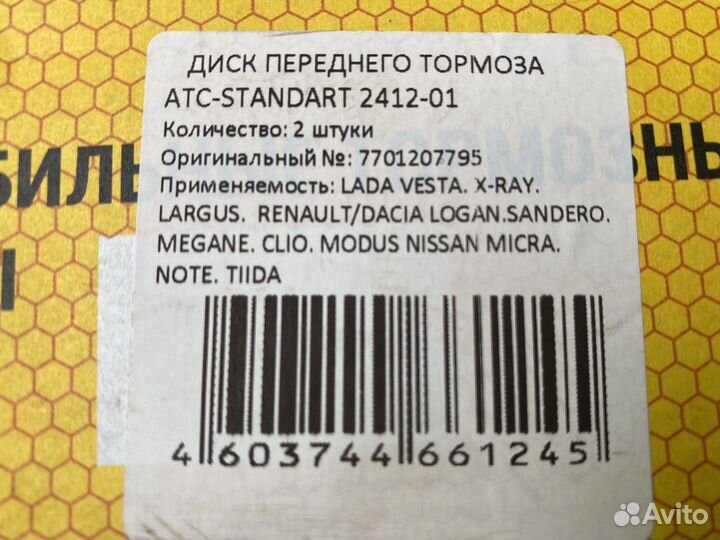 ДИСК ПЕРЕДНЕГО ТОРМОЗА
ATC-STANDART 2412-01
Количество: 2 штуки
Оригинальный №: 7701207795
Применяемость: LADA VESTA. X-RAY.
LARGUS. RENAULT/DACIA LOGAN.SANDERO.
MEGANE. CLIO. MODUS NISSAN MICRA.
NOTE. TIIDA
4 603744 661245
Avito